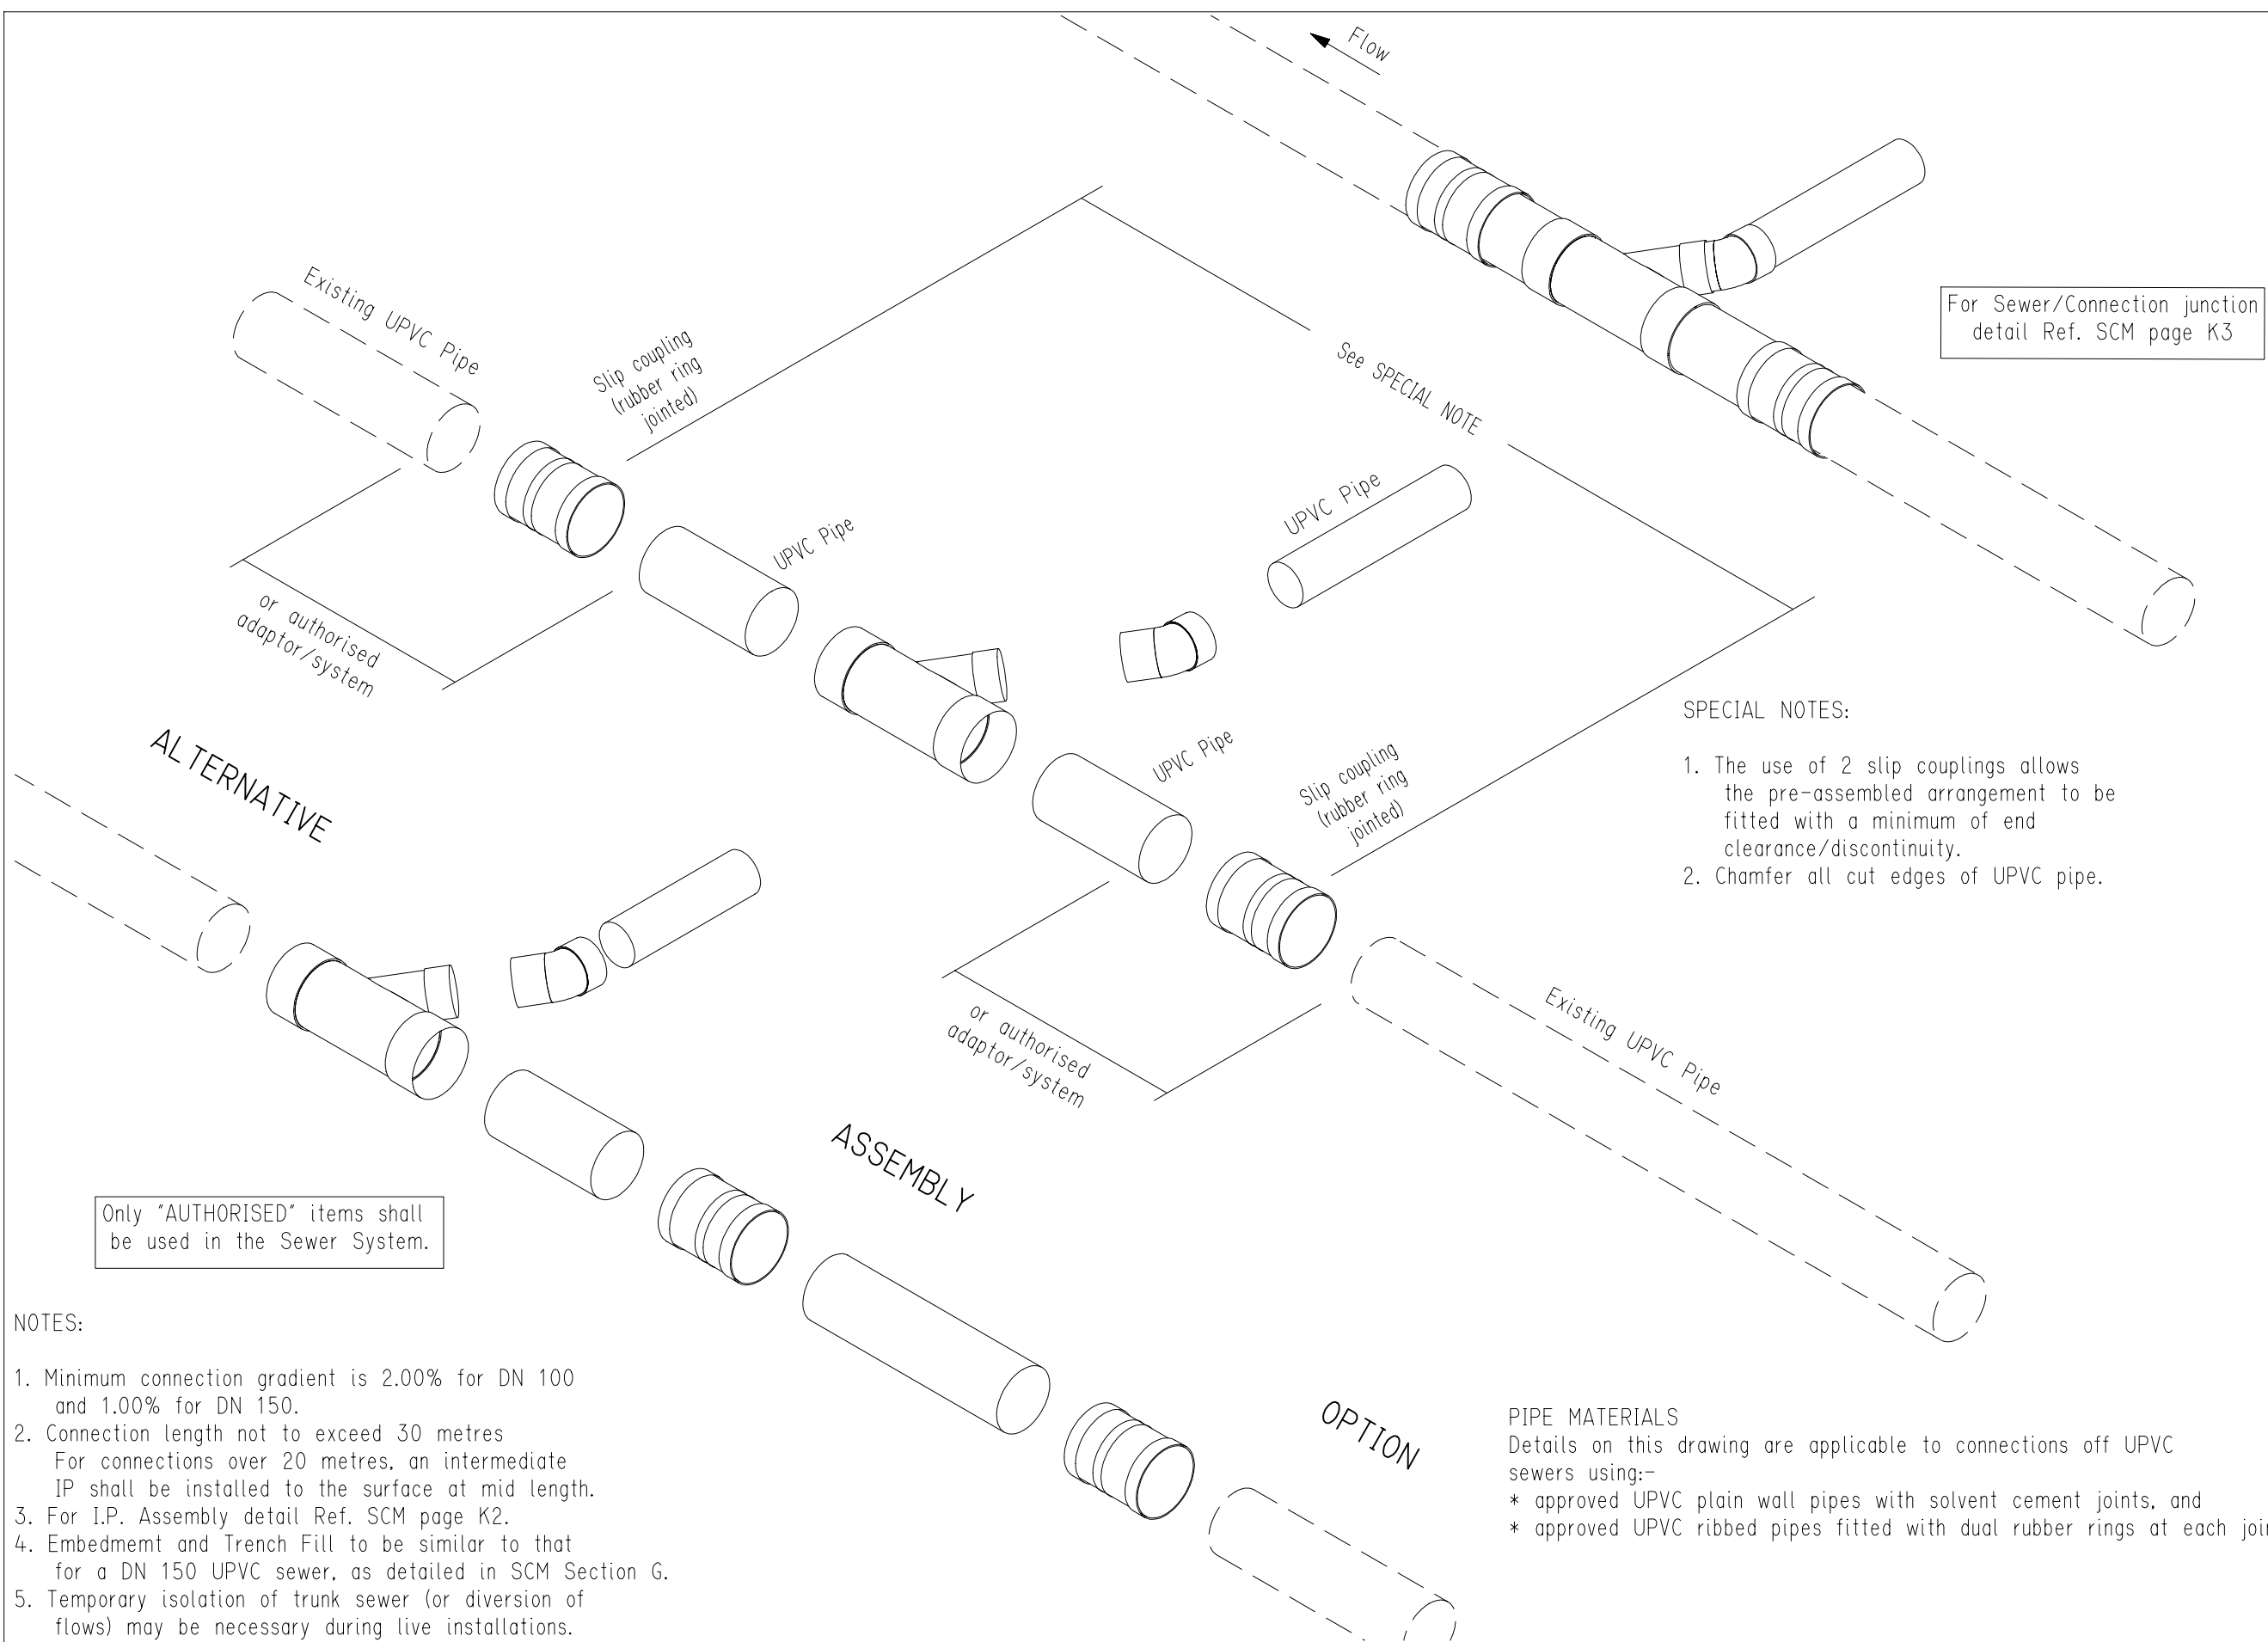 Flow
For Sewer/Connection junction
detail Ref. SCM page K3
Existing UPVC Pipe
Slip coupling
(rubber ring
jointed)
See SPECIAL NOTE
UPVC Pipe
UPVC Pipe
or authorised
adaptor/system
SPECIAL NOTES:
1. The use of 2 slip couplings allows
the pre-assembled arrangement to be
fitted with a minimum of end
clearance/discontinuity.
2. Chamfer all cut edges of UPVC pipe.
ALTERNATIVE
UPVC Pipe
Slip coupling
(rubber ring
jointed)
or authorised
adaptor/system
Existing UPVC Pipe
ASSEMBLY
Only "AUTHORISED" items shall
be used in the Sewer System.
OPTION
NOTES:
1. Minimum connection gradient is 2.00% for DN 100
and 1.00% for DN 150.
2. Connection length not to exceed 30 metres
For connections over 20 metres, an intermediate
IP shall be installed to the surface at mid length.
3. For I.P. Assembly detail Ref. SCM page K2.
4. Embedmemt and Trench Fill to be similar to that
for a DN 150 UPVC sewer, as detailed in SCM Section G.
5. Temporary isolation of trunk sewer (or diversion of
flows) may be necessary during live installations.
PIPE MATERIALS
Details on this drawing are applicable to connections off UPVC
sewers using:-
* approved UPVC plain wall pipes with solvent cement joints, and
* approved UPVC ribbed pipes fitted with dual rubber rings at each